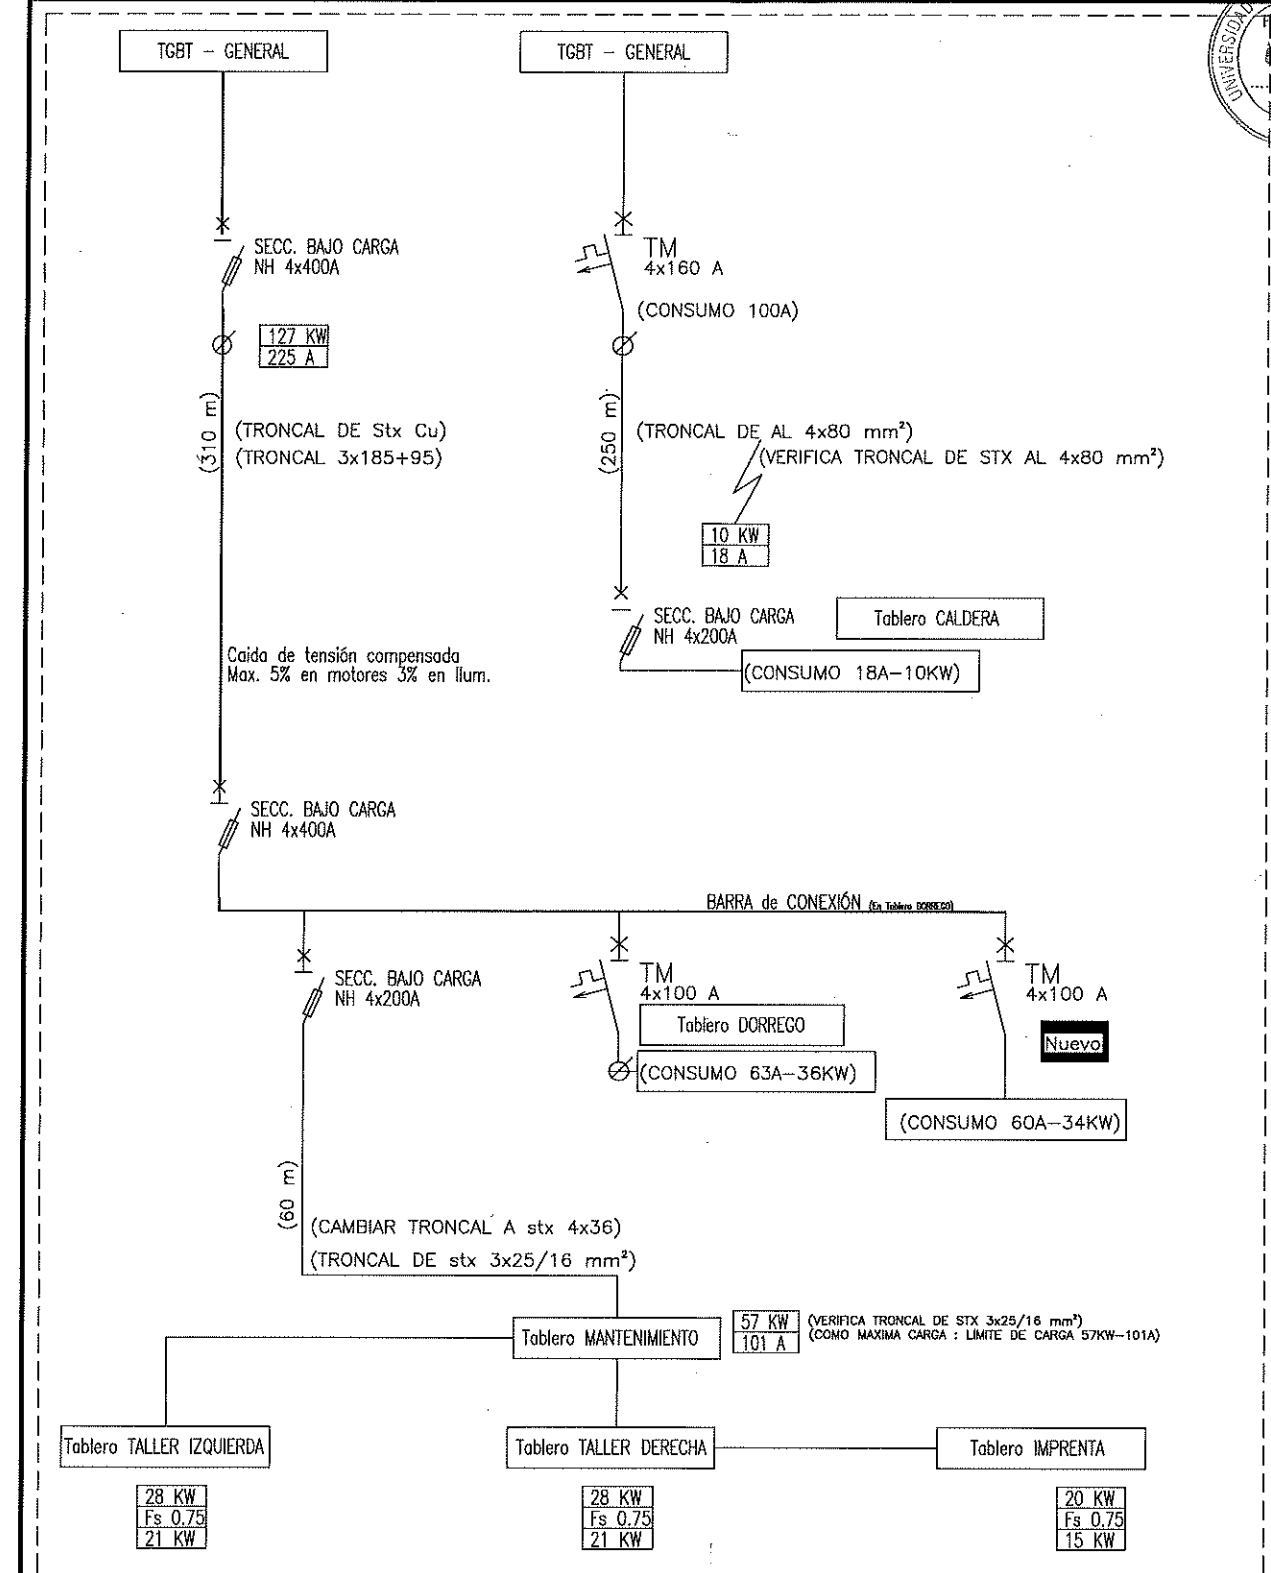 TGBT – GENERAL
TGBT – GENERAL
UNIVERSIDAD
SECC. BAJO CARGA
NH 4x400A
TM
4x160 A
(CONSUMO 100A)
127 KW
225 A
(310 m)
(TRONCAL DE Stx Cu)
(TRONCAL 3x185+95)
(250 m)
(TRONCAL DE AL 4x80 mm²)
(VERIFICA TRONCAL DE STX AL 4x80 mm²)
10 KW
18 A
SECC. BAJO CARGA
NH 4x200A
Tablero CALDERA
(CONSUMO 18A–10KW)
Caida de tensión compensada
Max. 5% en motores 3% en Ilum.
SECC. BAJO CARGA
NH 4x400A
BARRA de CONEXIÓN (En Tablero DORREGO)
SECC. BAJO CARGA
NH 4x200A
TM
4x100 A
Tablero DORREGO
(CONSUMO 63A–36KW)
TM
4x100 A
Nuevo
(CONSUMO 60A–34KW)
(60 m)
(CAMBIAR TRONCAL A stx 4x36)
(TRONCAL DE stx 3x25/16 mm²)
Tablero MANTENIMIENTO
57 KW
101 A
(VERIFICA TRONCAL DE STX 3x25/16 mm²)
(COMO MAXIMA CARGA : LIMITE DE CARGA 57KW–101A)
Tablero TALLER IZQUIERDA
Tablero TALLER DERECHA
Tablero IMPRENTA
28 KW
Fs 0.75
21 KW
28 KW
Fs 0.75
21 KW
20 KW
Fs 0.75
15 KW